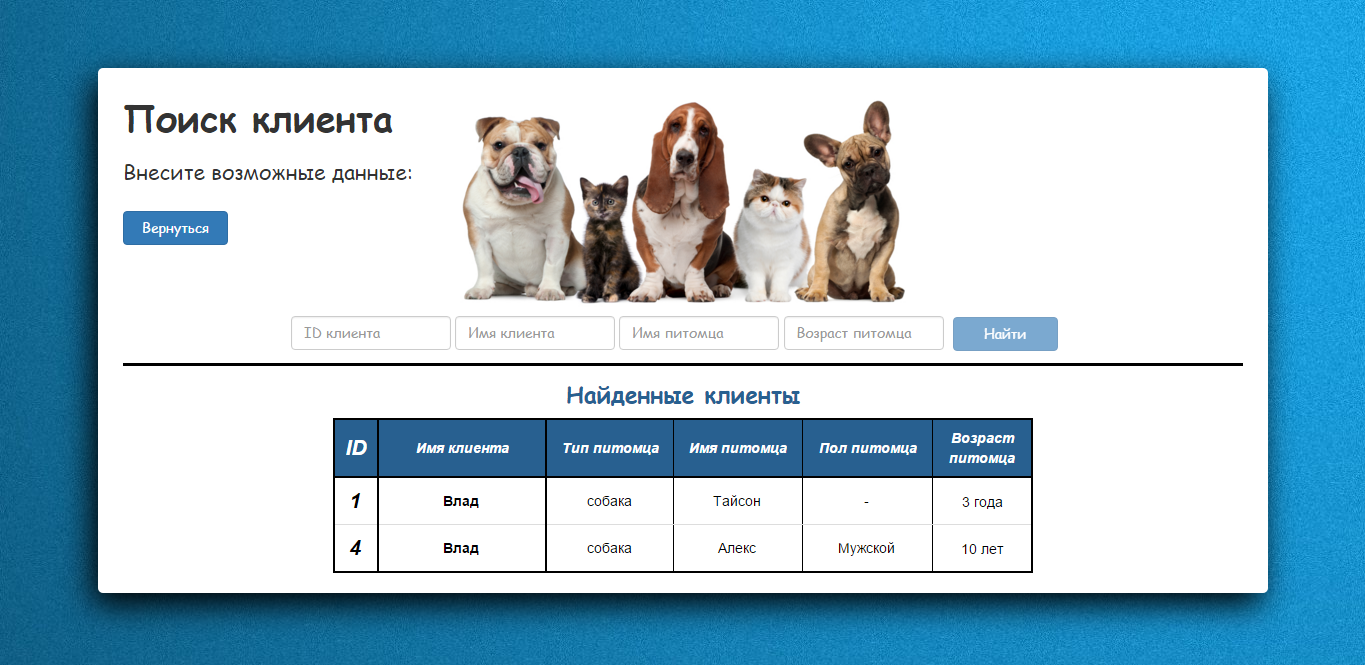 Поиск клиента
Внесите возможные данные:
Вернуться
ID клиента Имя клиента Имя питомца Возраст питомца Найти
Найденные клиенты
ID Имя клиента Тип питомца Имя питомца Пол питомца Возраст питомца
1 Влад собака Тайсон - 3 года
4 Влад собака Алекс Мужской 10 лет